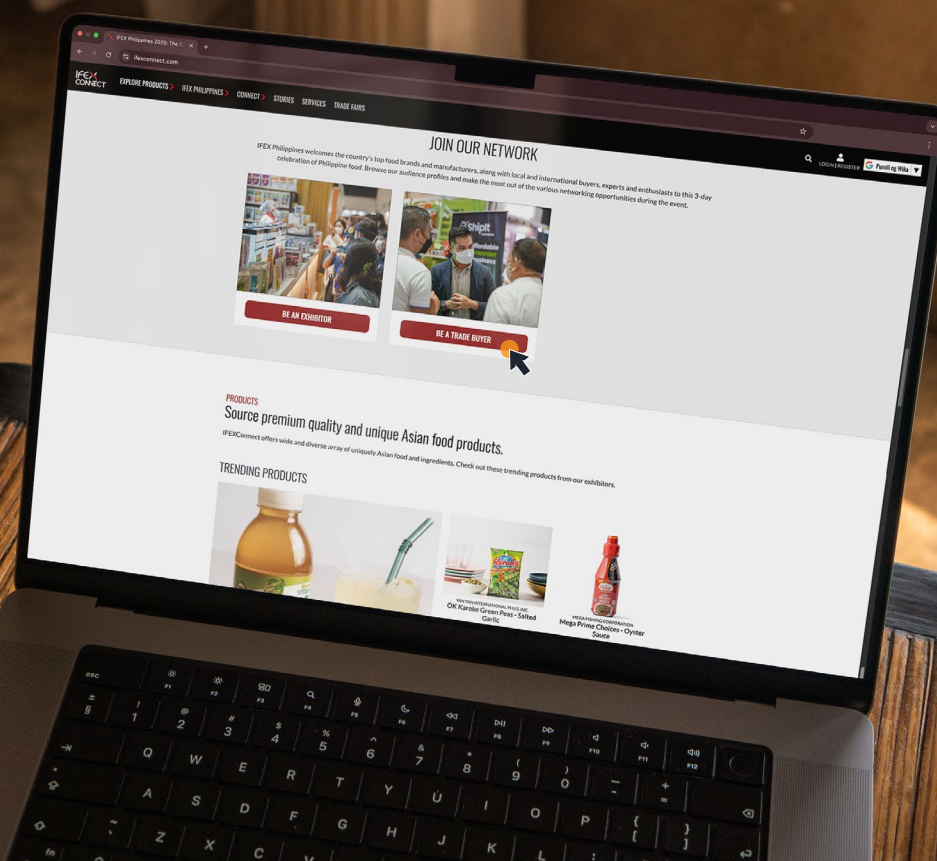 IFEX Philippines 2025: The
ifexconnect.com
IFEX
CONNECT
EXPLORE PRODUCTS
IFEX PHILIPPINES
CONNECT
STORIES
SERVICES
TRADE FAIRS
LOGIN | REGISTER
G Pumili ng Wika ▼
JOIN OUR NETWORK
IFEX Philippines welcomes the country's top food brands and manufacturers, along with local and international buyers, experts and enthusiasts to this 3-day
celebration of Philippine food. Browse our audience profiles and make the most out of the various networking opportunities during the event.
Shipit
BE AN EXHIBITOR
BE A TRADE BUYER
PRODUCTS
Source premium quality and unique Asian food products.
IFEXConnect offers wide and diverse array of uniquely Asian food and ingredients. Check out these trending products from our exhibitors.
TRENDING PRODUCTS
VAN YAN INTERNATIONAL PHILS. INC.
OK Karoke Green Peas - Salted
Garlic
MEGA FISHING CORPORATION
Mega Prime Choices - Oyster
Sauce
esc F1 F2 F3 F4 F5 F6 F7 F8 F9 F10 F11 F12
± § ! 1 @ 2 # 3 $ 4 % 5 ^ 6 & 7 * 8 ( 9 ) 0 _ - + =
Q W E R T Y U I O P { [ } ]
A S D F G H J K L : ;
fn Z X C V